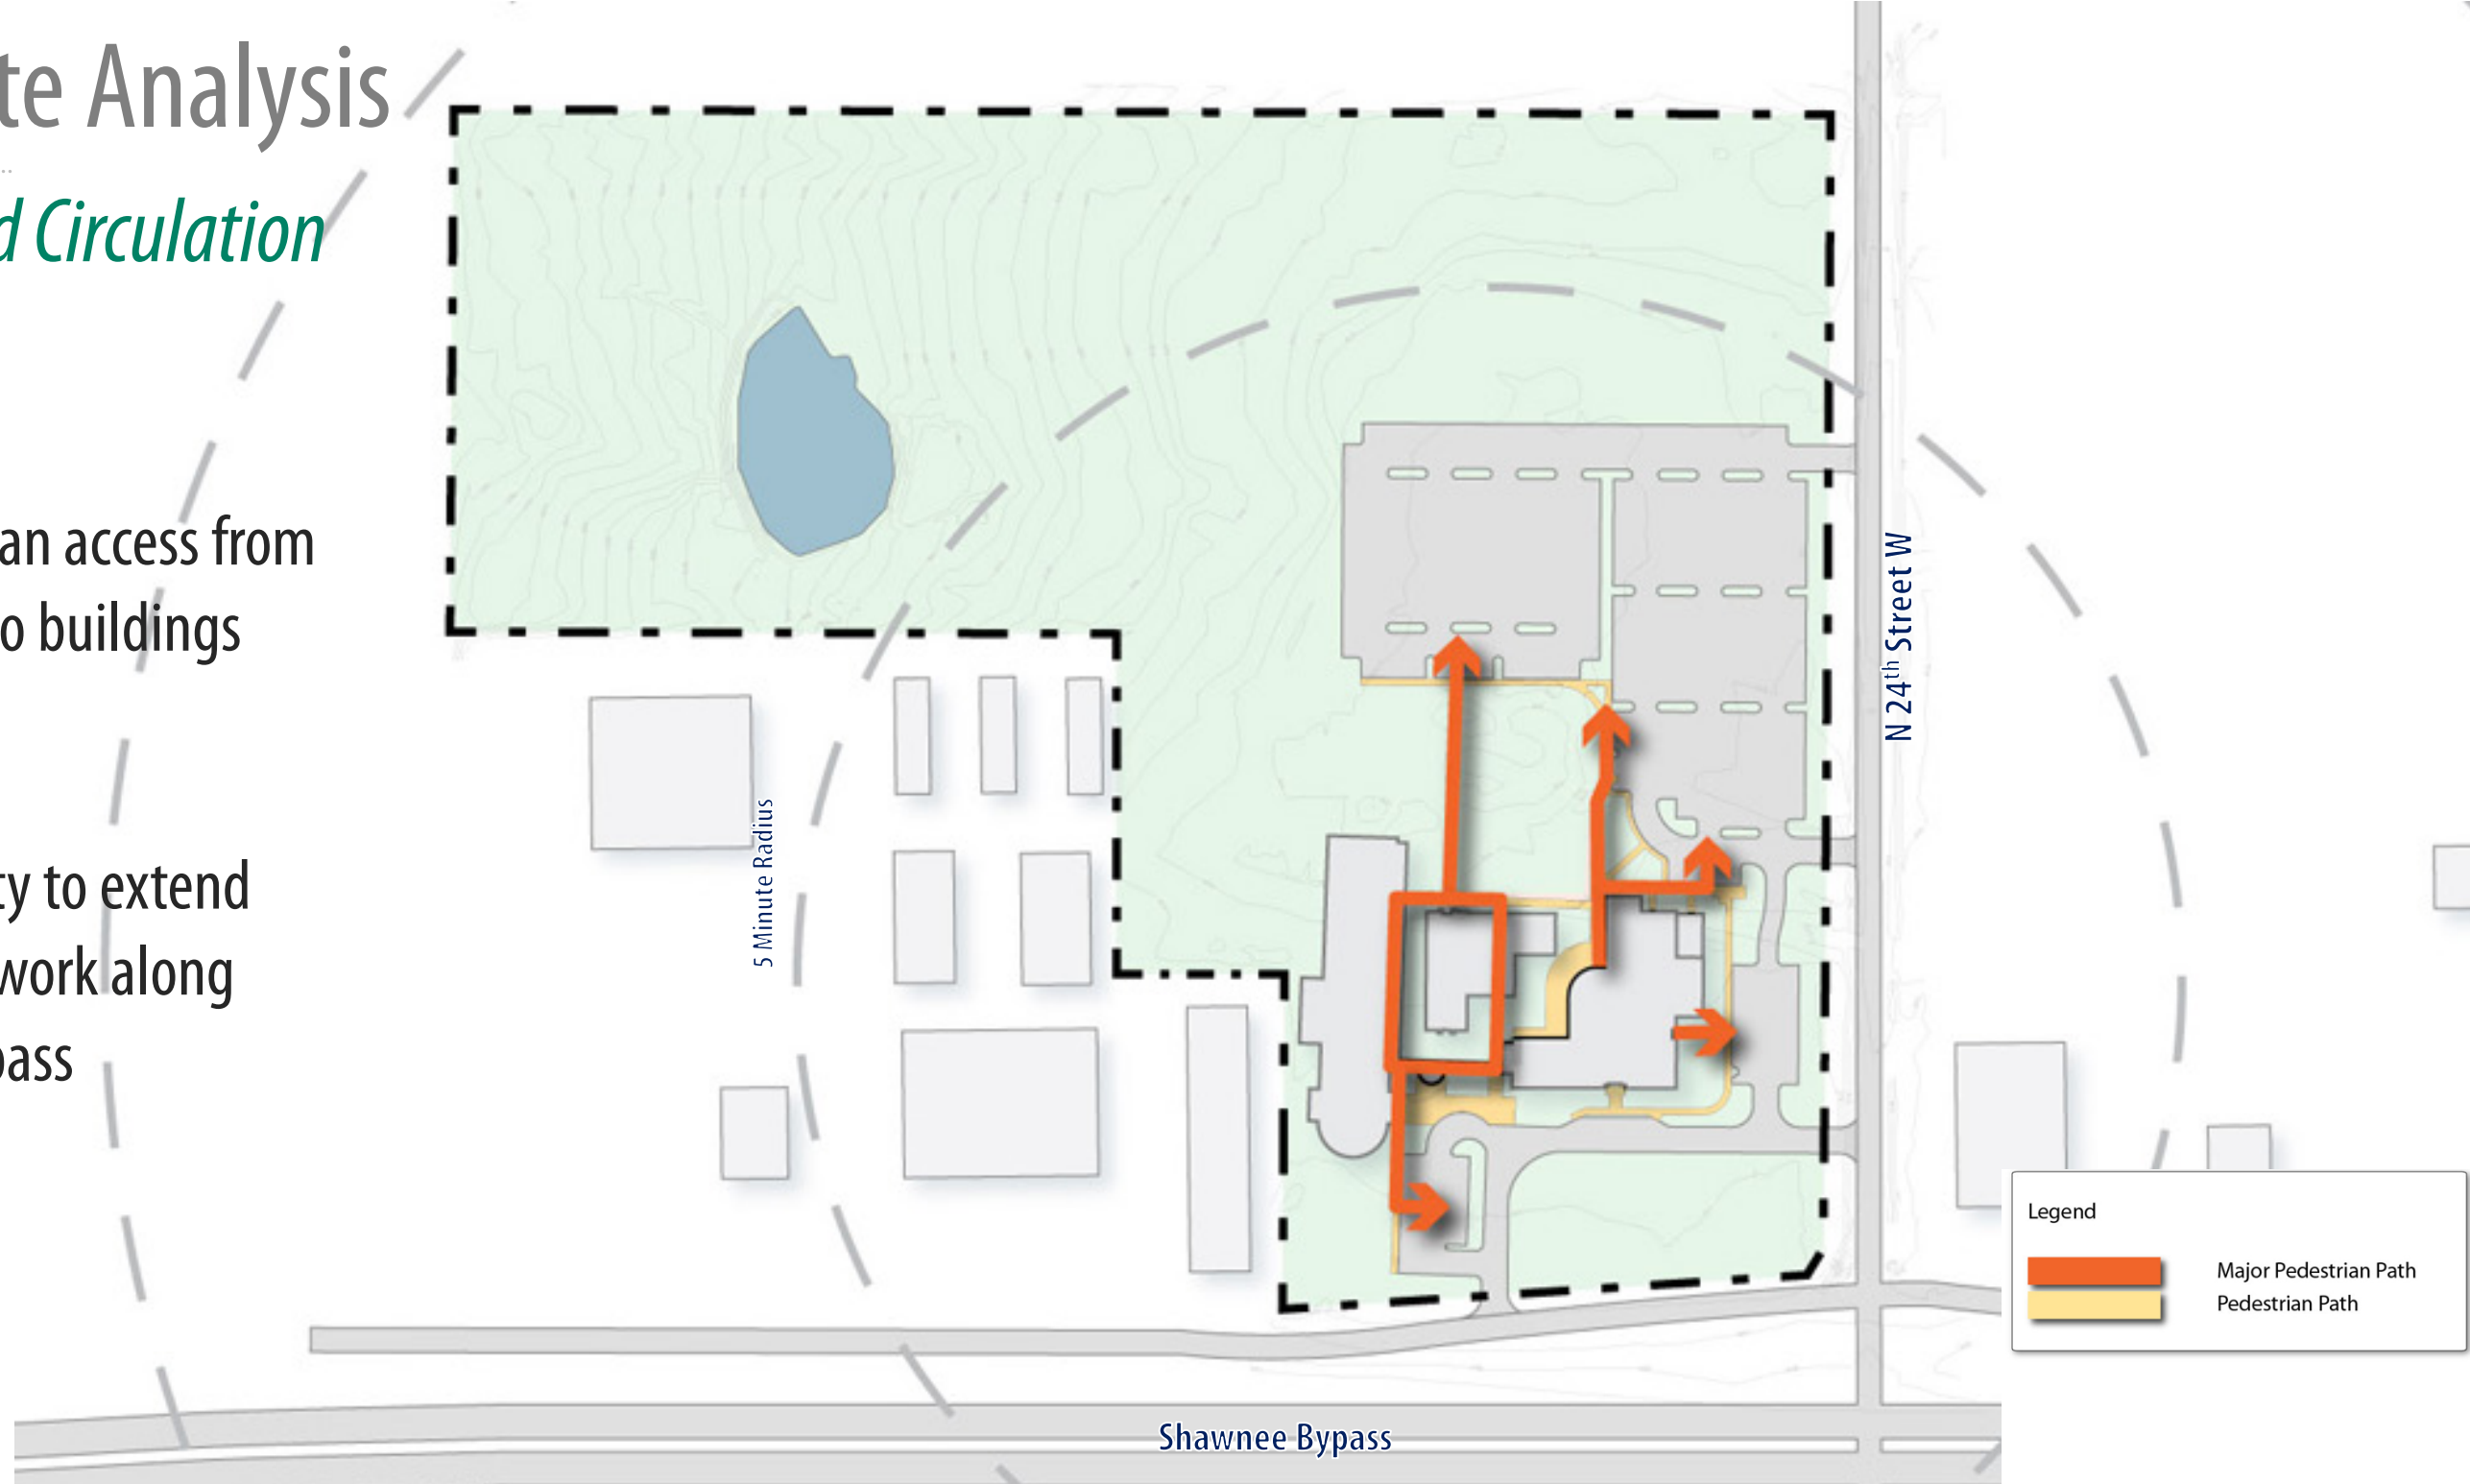 te Analysis
d Circulation
an access from
o buildings
ty to extend
work along
pass
5 Minute Radius
N 24th Street W
Shawnee Bypass
Legend
Major Pedestrian Path
Pedestrian Path